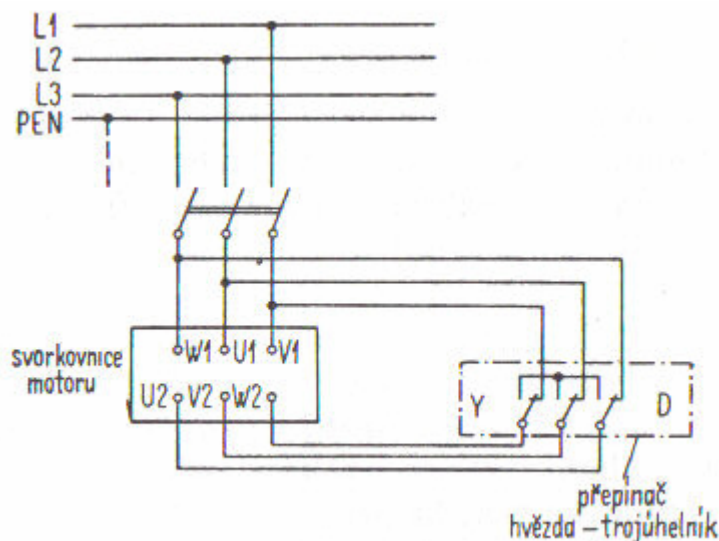 L1
L2
L3
PEN
svorkovnice
motoru
W1 U1 V1
U2 V2 W2
Y
D
přepínač
hvězda – trojúhelník